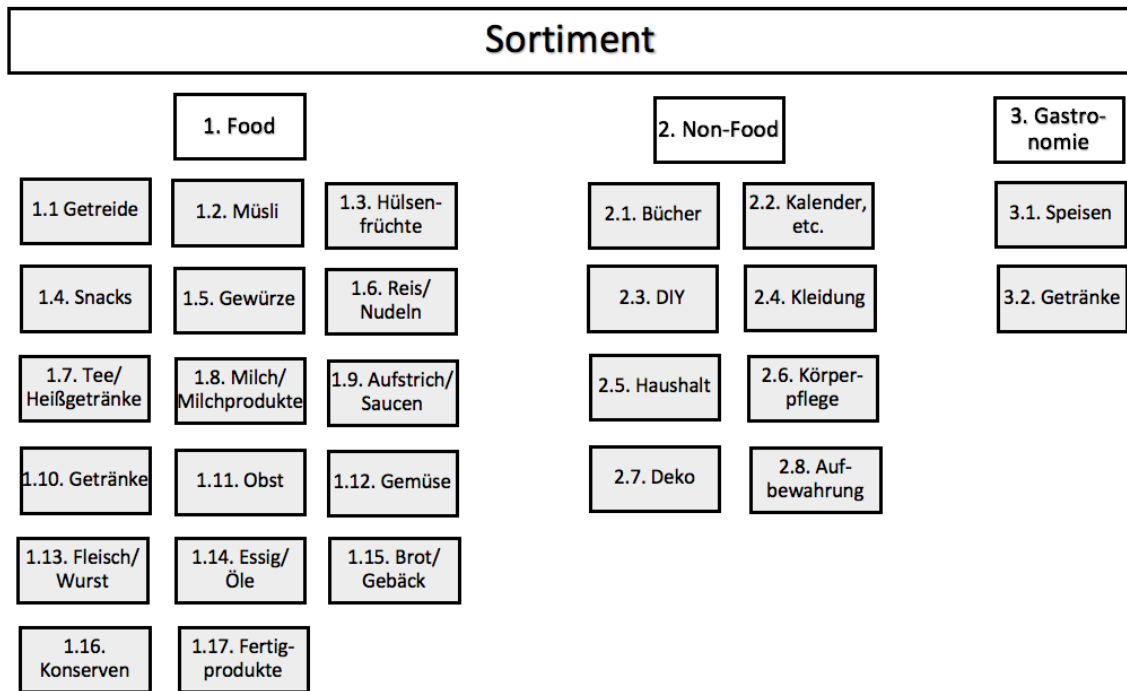 Sortiment
1. Food
2. Non-Food
3. Gastro-
nomie
1.1 Getreide
1.2. Müsli
1.3. Hülsen-
früchte
2.1. Bücher
2.2. Kalender,
etc.
3.1. Speisen
1.4. Snacks
1.5. Gewürze
1.6. Reis/
Nudeln
2.3. DIY
2.4. Kleidung
3.2. Getränke
1.7. Tee/
Heißgetränke
1.8. Milch/
Milchprodukte
1.9. Aufstrich/
Saucen
2.5. Haushalt
2.6. Körper-
pflege
1.10. Getränke
1.11. Obst
1.12. Gemüse
2.7. Deko
2.8. Auf-
bewahrung
1.13. Fleisch/
Wurst
1.14. Essig/
Öle
1.15. Brot/
Gebäck
1.16.
Konserven
1.17. Fertig-
produkte